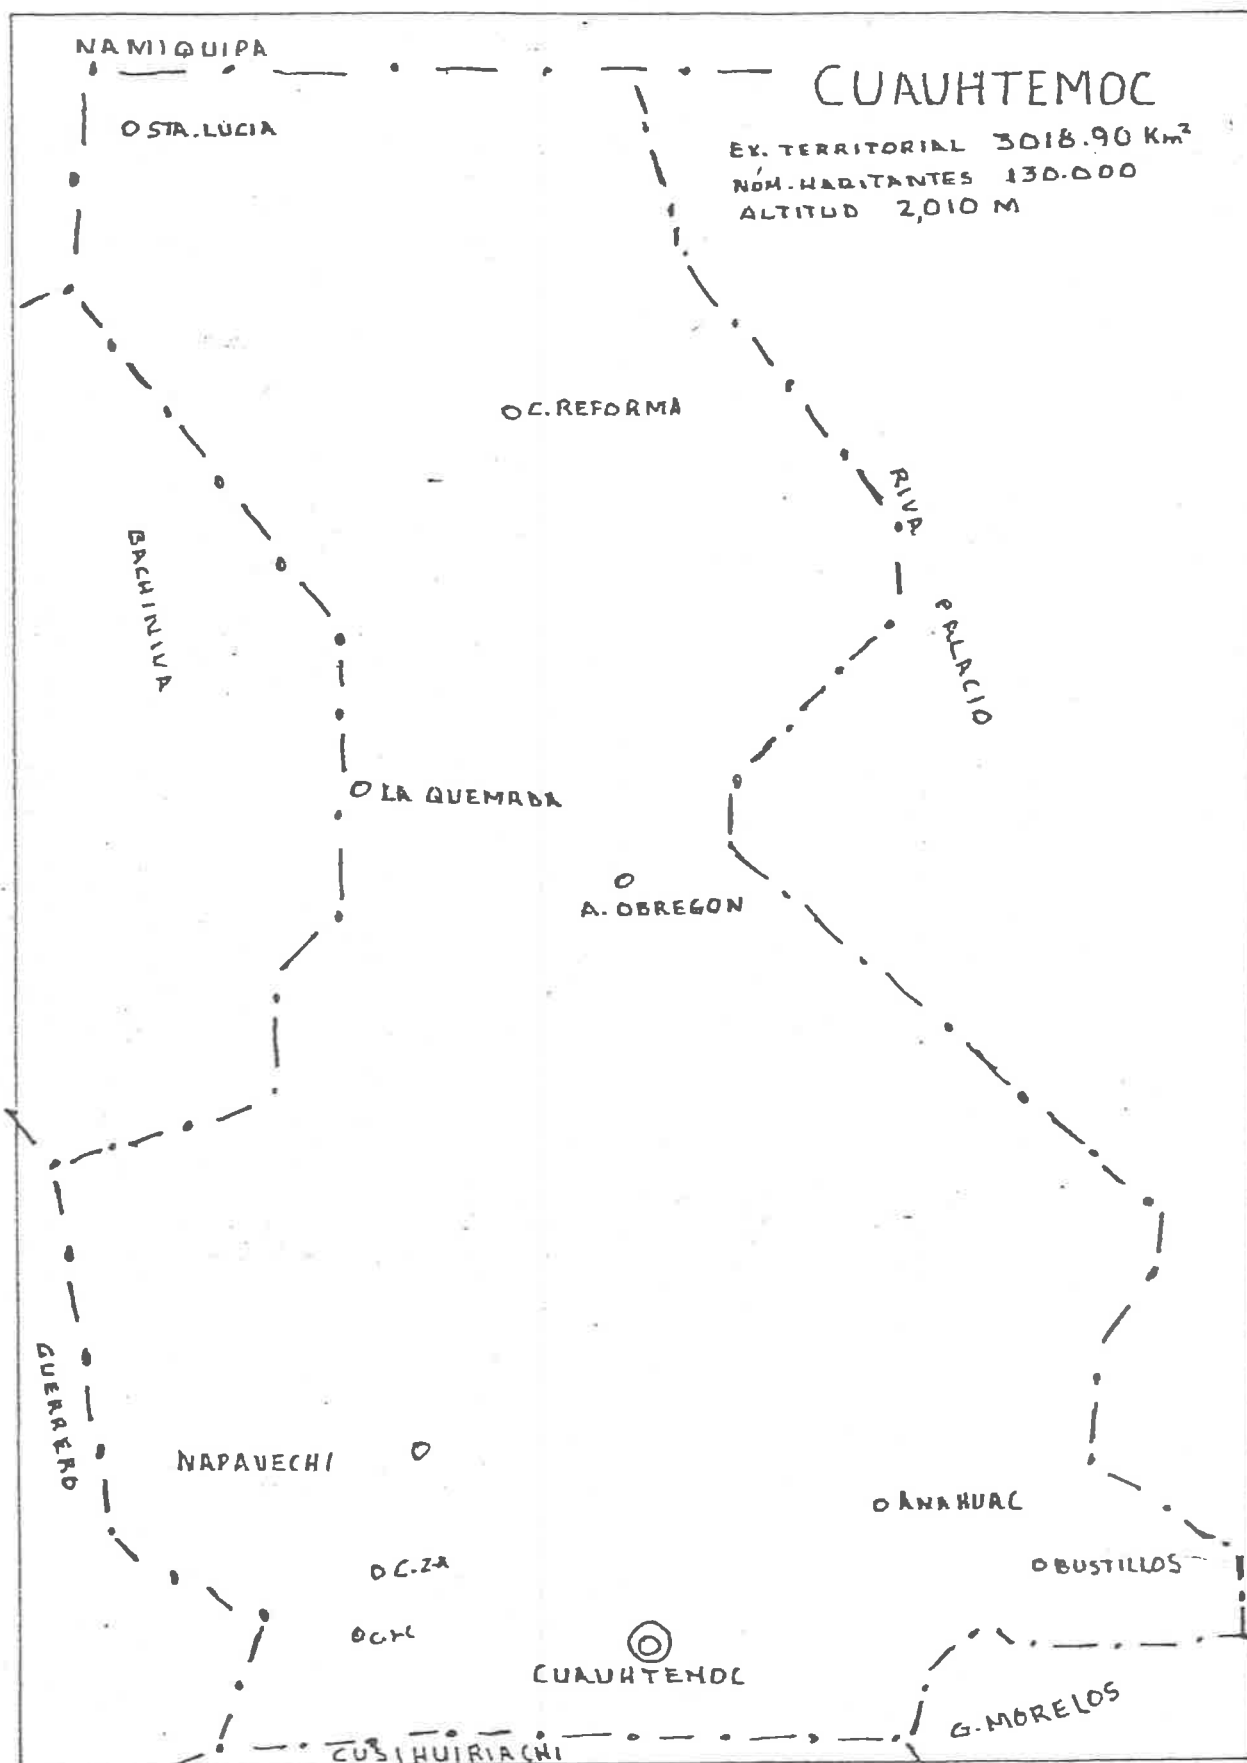 NAMIQUIPA
CUAUHTEMOC
O STA. LUCIA
EX. TERRITORIAL 3018.90 Km²
NÚM. HABITANTES 130.000
ALTITUD 2,010 M
C. REFORMA
RIVA
PALACIO
BACHINIVA
LA QUEMADA
A. OBREGON
GUERRERO
NAPAVECHI
ANAHUAC
C. 2-A
BUSTILLOS
CUAUHTEMOC
G. MORELOS
CUSIHUIRIACHI